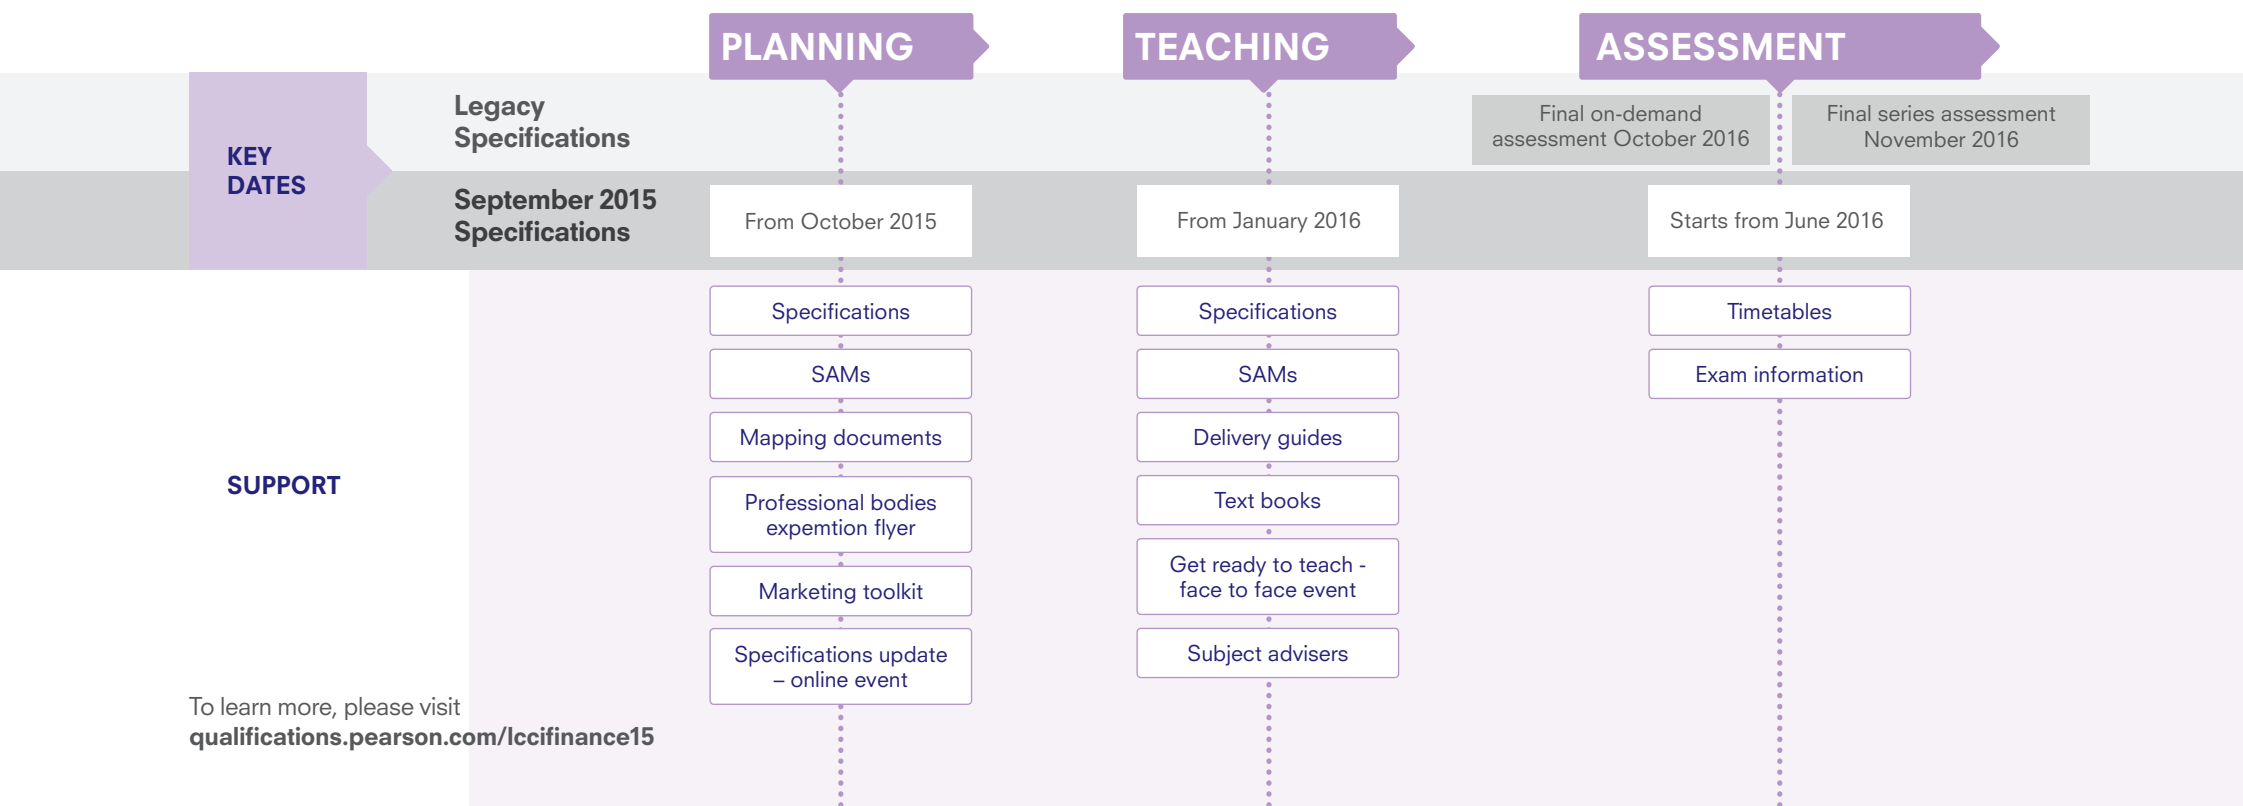 PLANNING
TEACHING
ASSESSMENT
KEY
DATES
Legacy
Specifications
Final on-demand
assessment October 2016
Final series assessment
November 2016
September 2015
Specifications
From October 2015
From January 2016
Starts from June 2016
SUPPORT
Specifications
SAMs
Mapping documents
Professional bodies
expemtion flyer
Marketing toolkit
Specifications update
– online event
Specifications
SAMs
Delivery guides
Text books
Get ready to teach -
face to face event
Subject advisers
Timetables
Exam information
To learn more, please visit
qualifications.pearson.com/lccifinance15